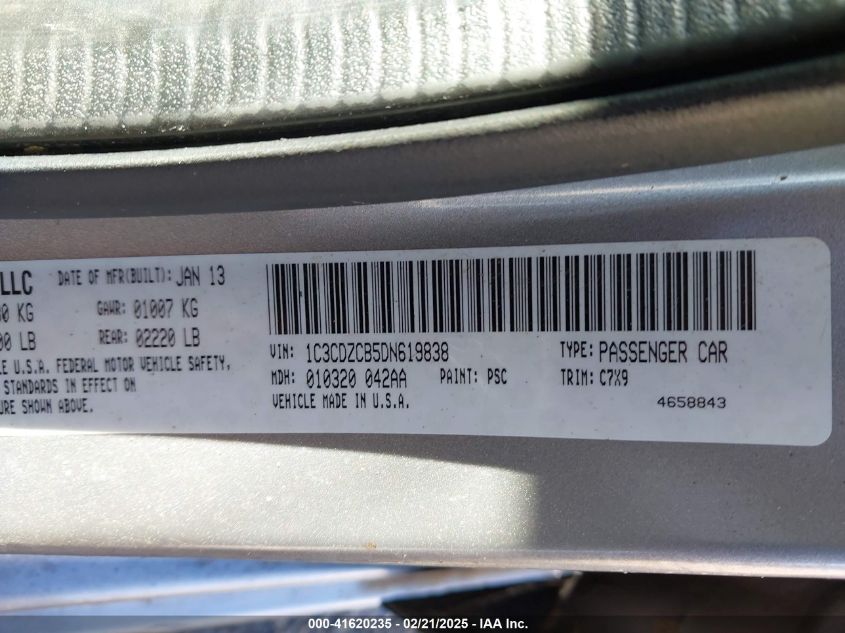 LLC DATE OF MFR(BUILT): JAN 13
0 KG GAWR: 01007 KG
00 LB REAR: 02220 LB
E U.S.A. FEDERAL MOTOR VEHICLE SAFETY,
STANDARDS IN EFFECT ON
URE SHOWN ABOVE.
VIN: 1C3CDZCB5DN619838 TYPE: PASSENGER CAR
MDH: 010320 042AA PAINT: PSC TRIM: C7X9
VEHICLE MADE IN U.S.A. 4658843
000-41620235 - 02/21/2025 - IAA Inc.